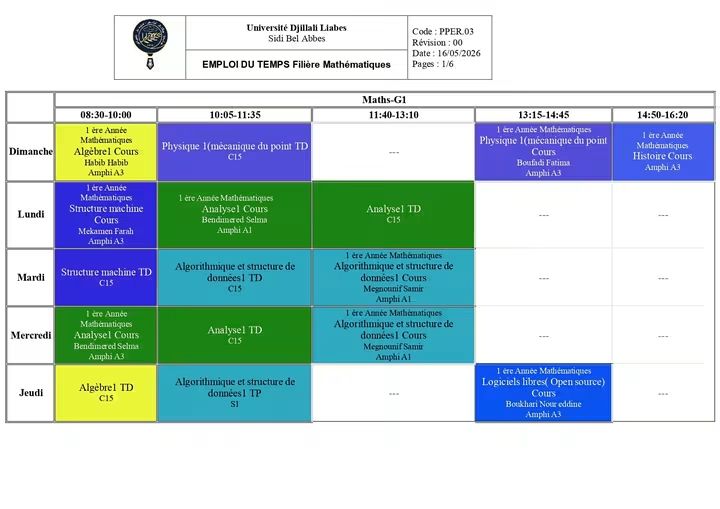 Université Djillali Liabes
Sidi Bel Abbes
EMPLOI DU TEMPS Filière Mathématiques
Code : PPER.03
Révision : 00
Date : 16/05/2026
Pages : 1/6
Maths-G1
08:30-10:00 10:05-11:35 11:40-13:10 13:15-14:45 14:50-16:20
Dimanche
1 ère Année
Mathématiques
Algèbre1 Cours
Habib Habib
Amphi A3
Physique 1(mécanique du point TD
C15
---
1 ère Année Mathématiques
Physique 1(mécanique du point
Cours
Boufadi Fatima
Amphi A3
1 ère Année
Mathématiques
Histoire Cours
Amphi A3
Lundi
1 ère Année
Mathématiques
Structure machine
Cours
Mekamen Farah
Amphi A3
1 ère Année Mathématiques
Analyse1 Cours
Bendimered Selma
Amphi A1
Analyse1 TD
C15
---
---
Mardi
Structure machine TD
C15
Algorithmique et structure de
données1 TD
C15
1 ère Année Mathématiques
Algorithmique et structure de
données1 Cours
Megnounif Samir
Amphi A1
---
---
Mercredi
1 ère Année
Mathématiques
Analyse1 Cours
Bendimered Selma
Amphi A3
Analyse1 TD
C15
1 ère Année Mathématiques
Algorithmique et structure de
données1 Cours
Megnounif Samir
Amphi A1
---
---
Jeudi
Algèbre1 TD
C15
Algorithmique et structure de
données1 TP
S1
---
1 ère Année Mathématiques
Logiciels libres( Open source)
Cours
Boukhari Nour eddine
Amphi A3
---